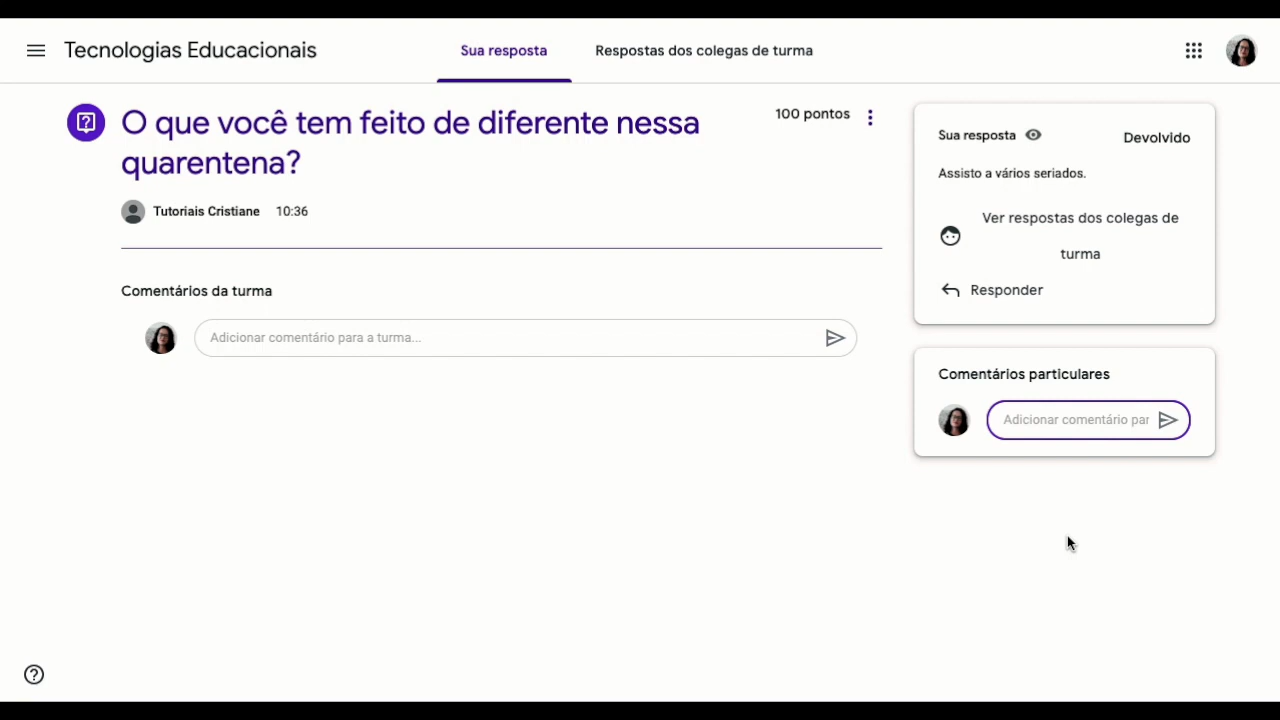 Tecnologias Educacionais
Sua resposta
Respostas dos colegas de turma
O que você tem feito de diferente nessa
quarentena?
100 pontos
Tutoriais Cristiane 10:36
Comentários da turma
Adicionar comentário para a turma...
Sua resposta
Devolvido
Assisto a vários seriados.
Ver respostas dos colegas de
turma
Responder
Comentários particulares
Adicionar comentário par